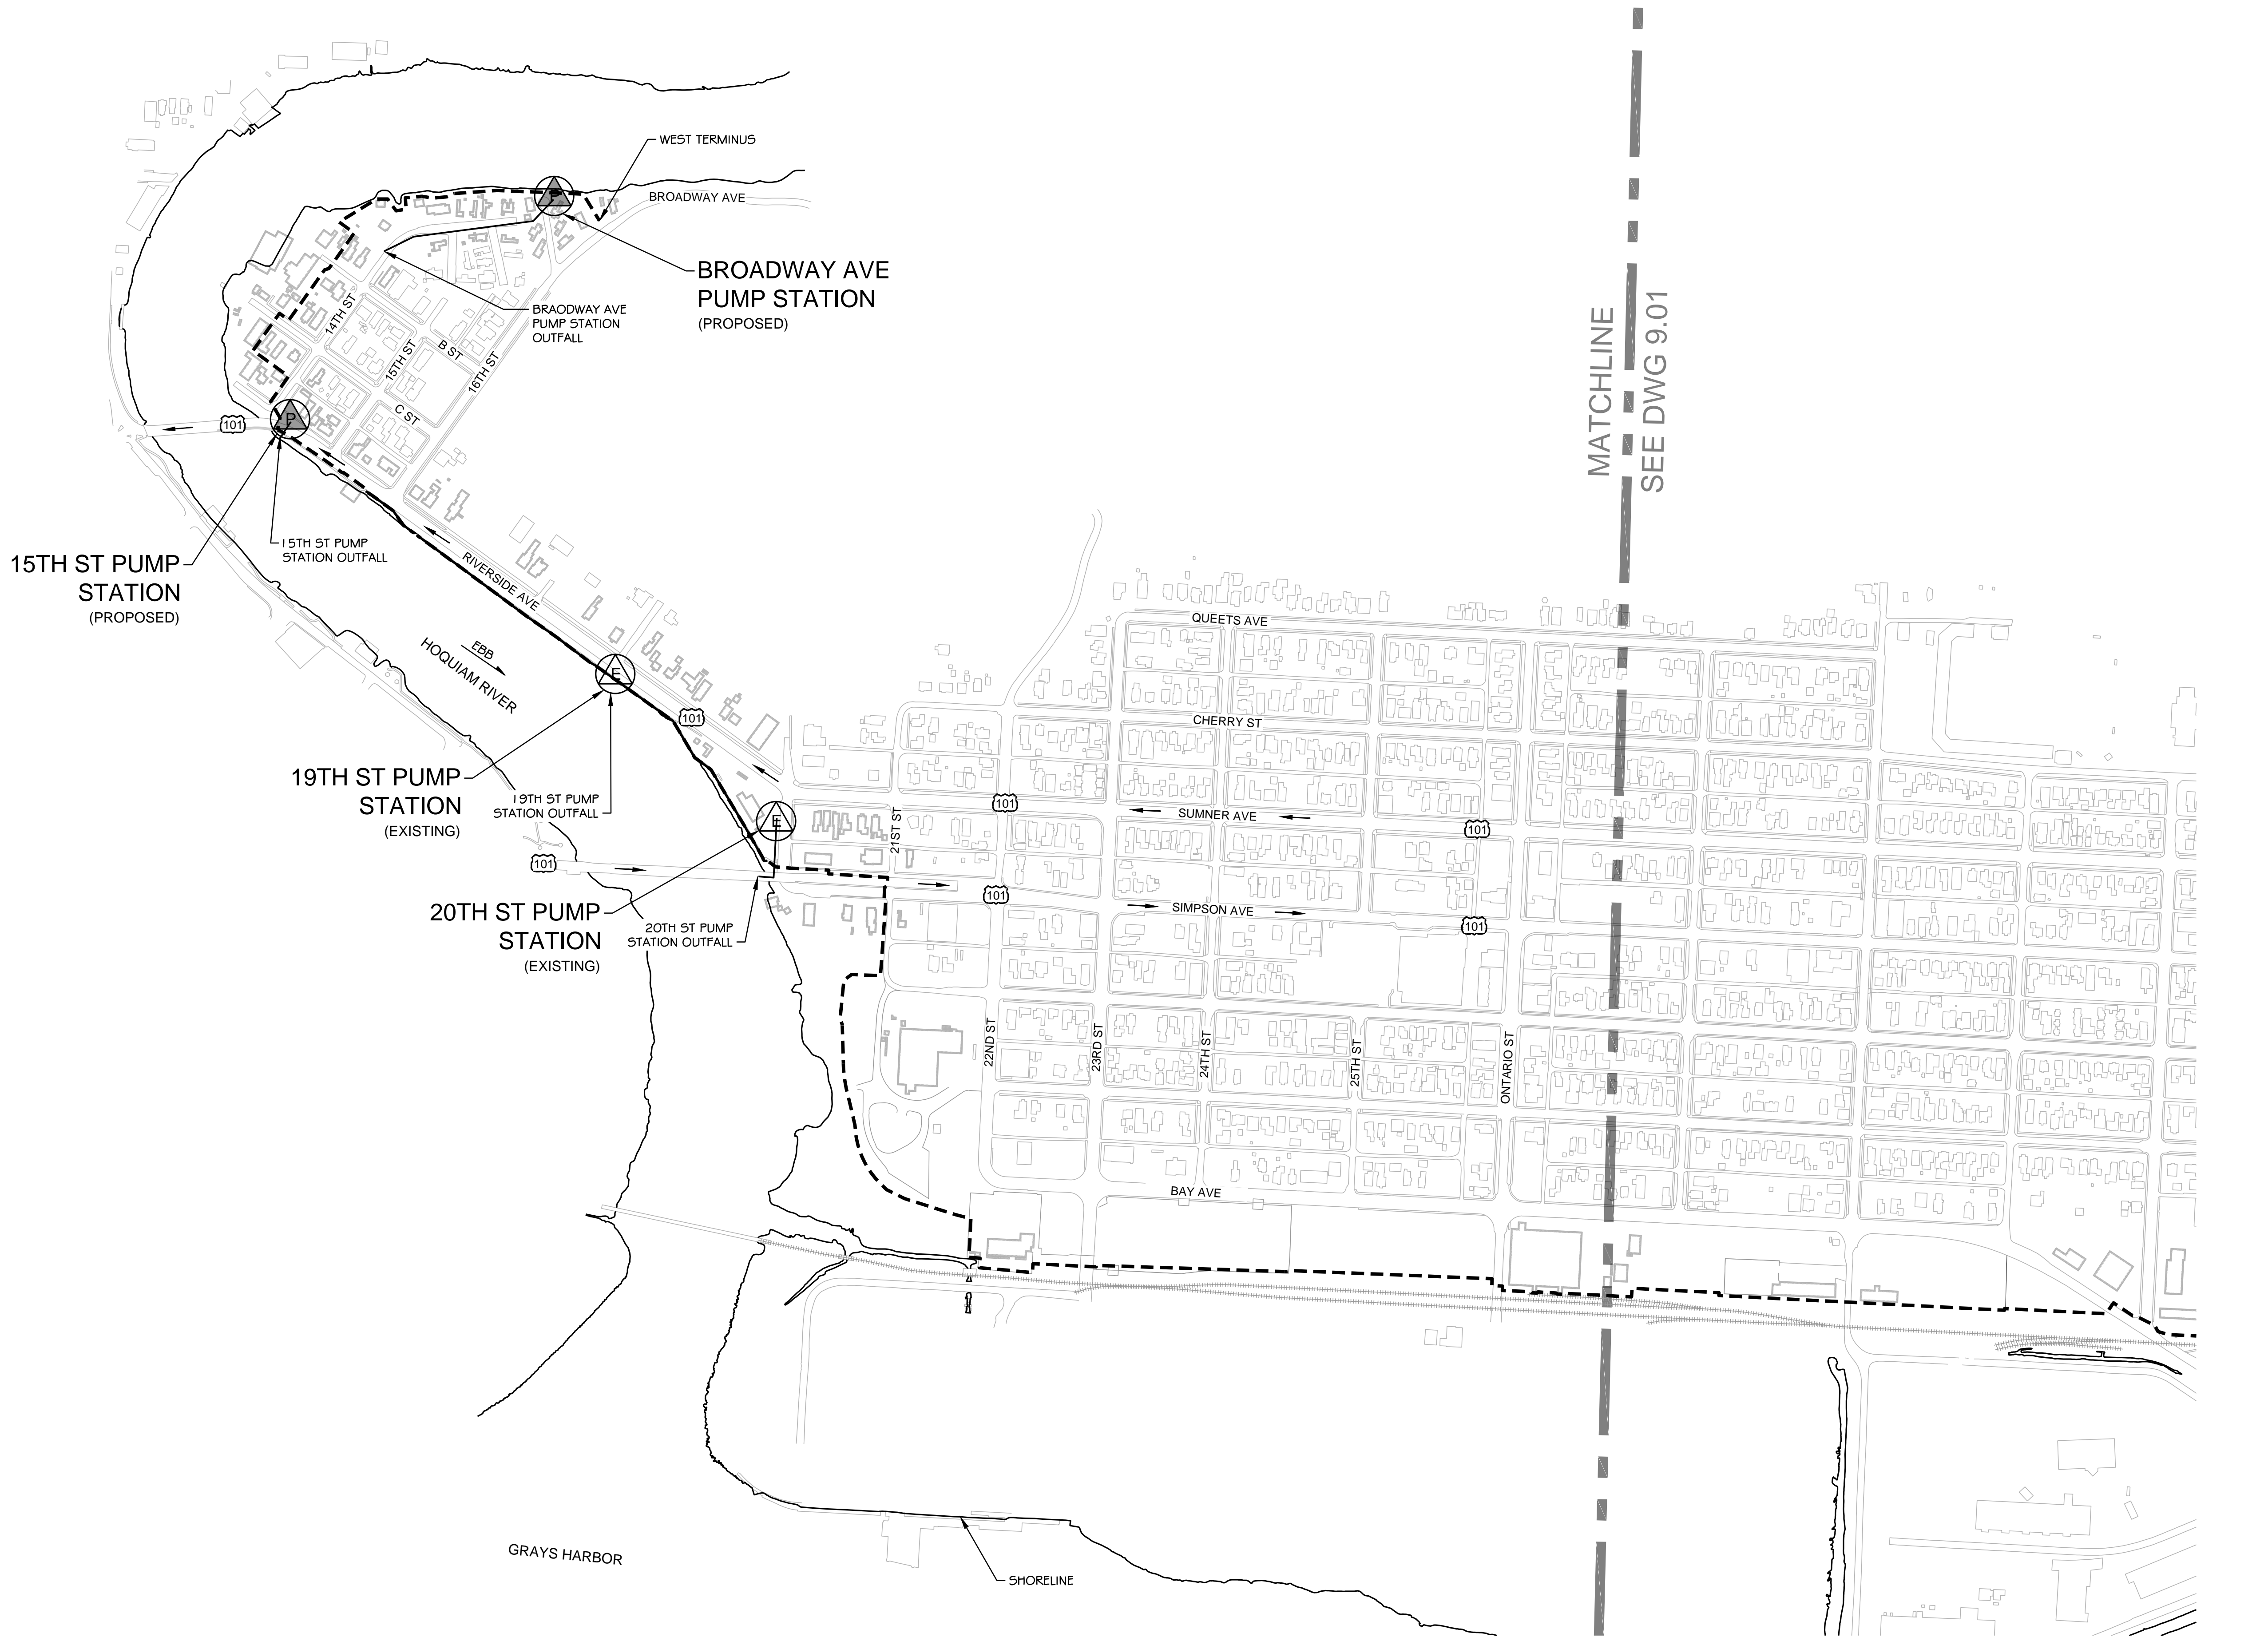 WEST TERMINUS
BROADWAY AVE
P
BROADWAY AVE
PUMP STATION
(PROPOSED)
BRAODWAY AVE
PUMP STATION
OUTFALL
14TH ST
15TH ST
B ST
16TH ST
C ST
P
101
15TH ST PUMP
STATION OUTFALL
15TH ST PUMP
STATION
(PROPOSED)
RIVERSIDE AVE
EBB
HOQUIAM RIVER
E
101
19TH ST PUMP
STATION
(EXISTING)
19TH ST PUMP
STATION OUTFALL
E
101
20TH ST PUMP
STATION
(EXISTING)
20TH ST PUMP
STATION OUTFALL
MATCHLINE
SEE DWG 9.01
QUEETS AVE
CHERRY ST
101
SUMNER AVE
101
21ST ST
101
SIMPSON AVE
101
22ND ST
23RD ST
24TH ST
25TH ST
ONTARIO ST
BAY AVE
GRAYS HARBOR
SHORELINE